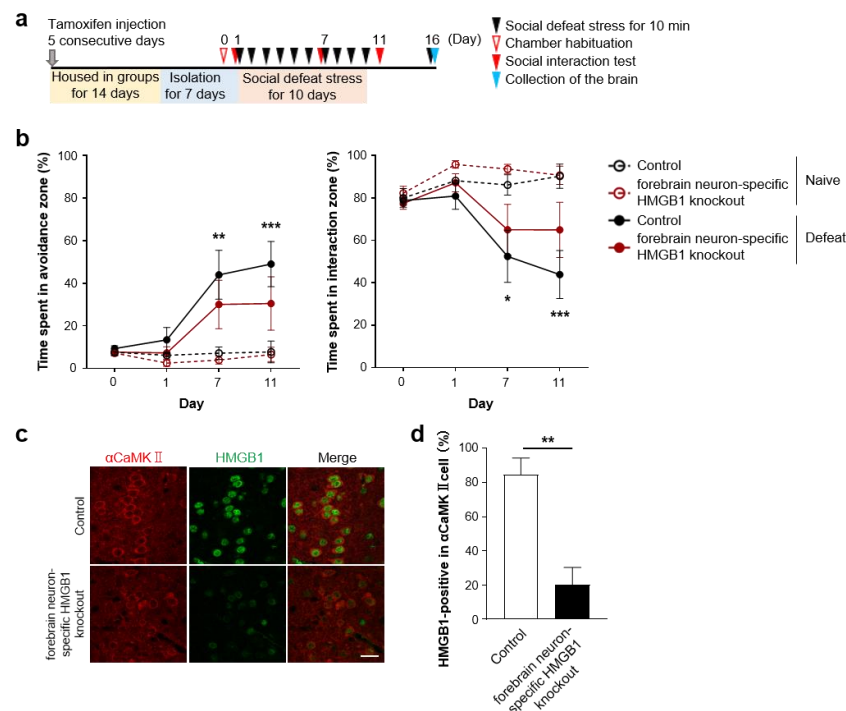 a
Tamoxifen injection
5 consecutive days
0 1 7 11 16 (Day)
Housed in groups
for 14 days
Isolation
for 7 days
Social defeat stress
for 10 days
Social defeat stress for 10 min
Chamber habituation
Social interaction test
Collection of the brain
b
Time spent in avoidance zone (%)
100
80
60
40
20
0
**
***
0 1 7 11
Day
Time spent in interaction zone (%)
100
80
60
40
20
0
*
***
0 1 7 11
Day
Control
forebrain neuron-specific
HMGB1 knockout
Naive
Control
forebrain neuron-specific
HMGB1 knockout
Defeat
c
αCaMK Ⅱ HMGB1 Merge
Control
forebrain neuron-
specific HMGB1
knockout
d
HMGB1-positive in αCaMK Ⅱ cell (%)
100
80
60
40
20
0
**
Control
forebrain neuron-
specific HMGB1
knockout